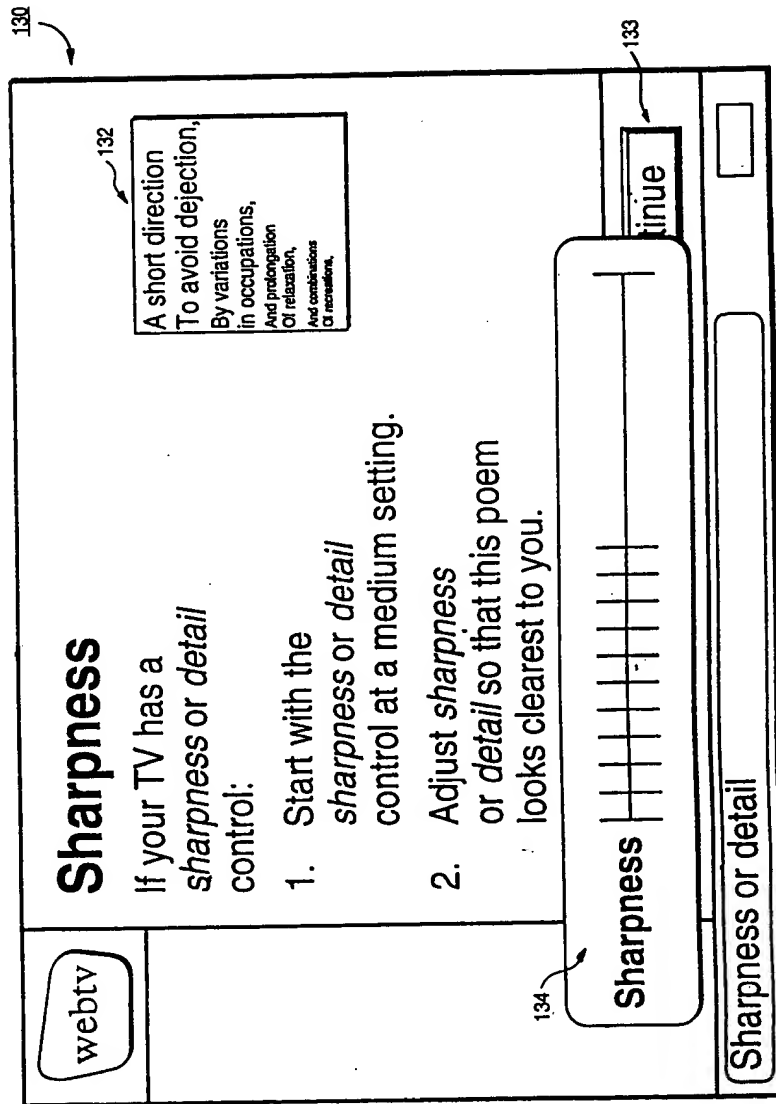 130
webtv
Sharpness
If your TV has a
sharpness or detail
control:
1. Start with the
sharpness or detail
control at a medium setting.
2. Adjust sharpness
or detail so that this poem
looks clearest to you.
132
A short direction
To avoid dejection,
By variations
in occupations,
And prolongation
Of relaxation,
And combinations
Of recreations,
134
Sharpness
tinue
133
Sharpness or detail